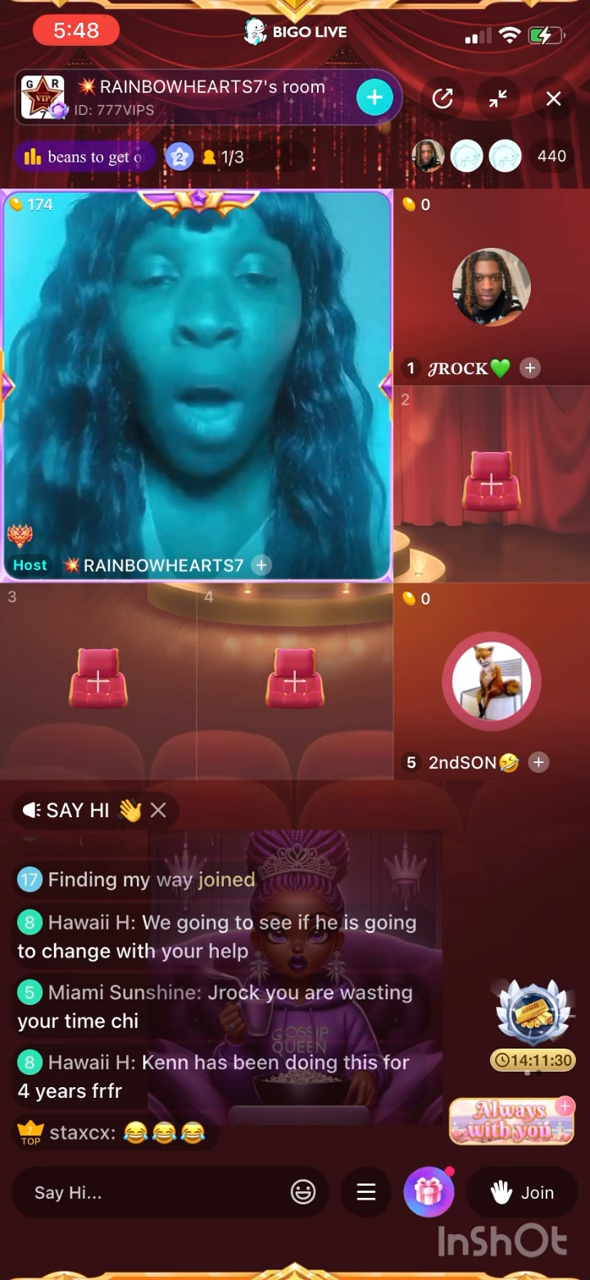 5:48
BIGO LIVE
G R
VIP
💥RAINBOWHEARTS7's room
ID: 777VIPS
beans to get
2
1/3
440
174
0
1 𝒥ROCK💚
2
Host
💥RAINBOWHEARTS7
3
4
0
5 2ndSON🤣
SAY HI 👋
17 Finding my way joined
8 Hawaii H: We going to see if he is going
to change with your help
5 Miami Sunshine: Jrock you are wasting
your time chi
GOSSIP
QUEEN
8 Hawaii H: Kenn has been doing this for
4 years frfr
14:11:30
TOP staxcx: 😂😂😂
Always
with you
Say Hi...
Join
InShOt